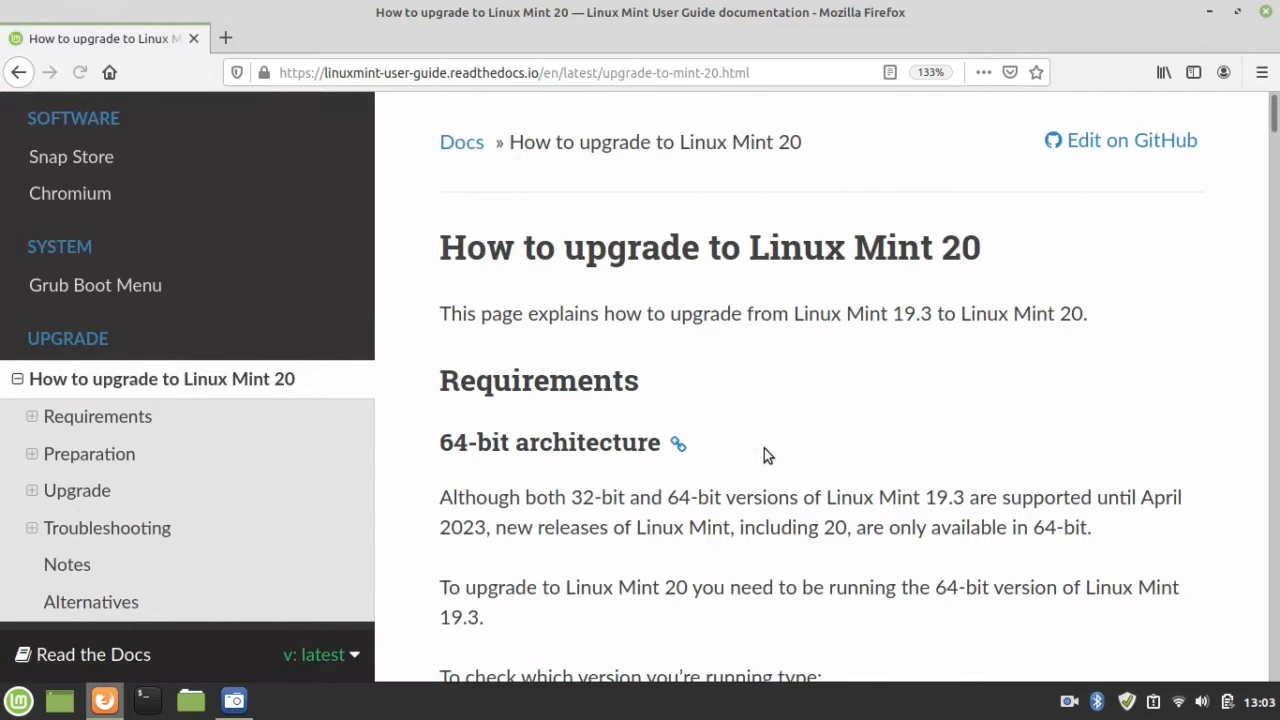 How to upgrade to Linux Mint 20 — Linux Mint User Guide documentation - Mozilla Firefox
How to upgrade to Linux M
https://linuxmint-user-guide.readthedocs.io/en/latest/upgrade-to-mint-20.html
133%
SOFTWARE
Snap Store
Chromium
SYSTEM
Grub Boot Menu
UPGRADE
How to upgrade to Linux Mint 20
Requirements
Preparation
Upgrade
Troubleshooting
Notes
Alternatives
Read the Docs
v: latest
Docs » How to upgrade to Linux Mint 20
Edit on GitHub
How to upgrade to Linux Mint 20
This page explains how to upgrade from Linux Mint 19.3 to Linux Mint 20.
Requirements
64-bit architecture
Although both 32-bit and 64-bit versions of Linux Mint 19.3 are supported until April
2023, new releases of Linux Mint, including 20, are only available in 64-bit.
To upgrade to Linux Mint 20 you need to be running the 64-bit version of Linux Mint
19.3.
To check which version you're running type:
13:03